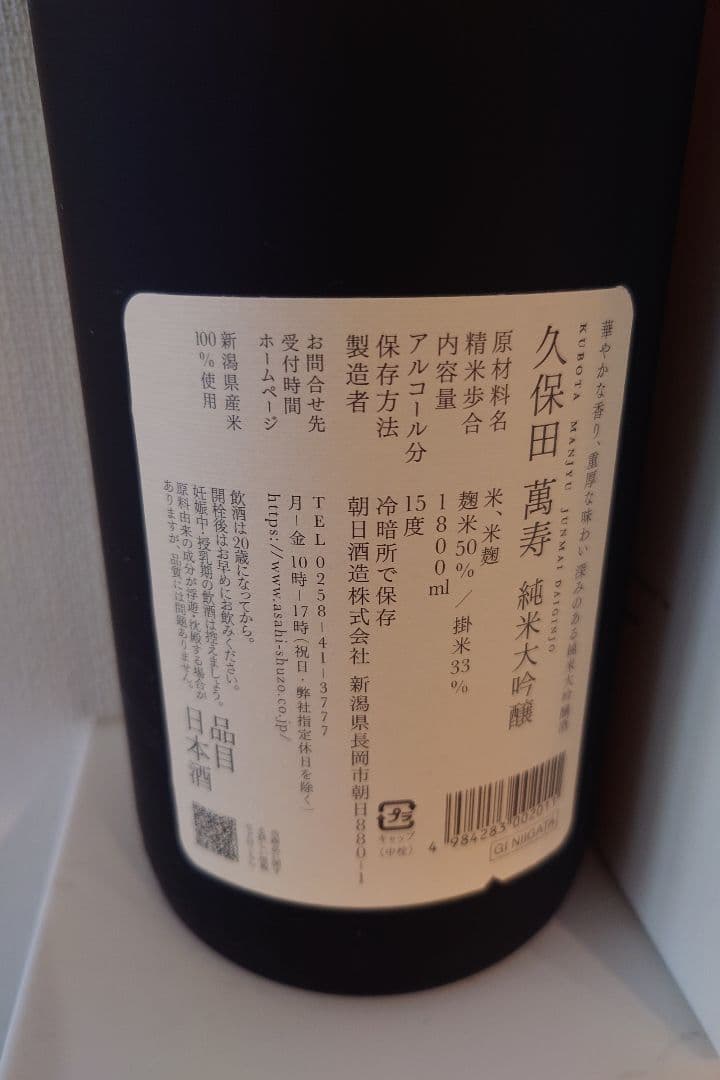 華やかな香り、重厚な味わい 深みのある純米大吟醸酒
KUBOTA MANJYU JUNMAI DAIGINJO
久保田 萬寿 純米大吟醸
原材料名 米、米麹
精米歩合 麹米50% / 掛米33%
内容量 1800ml
アルコール分 15度
保存方法 冷暗所で保存
製造者 朝日酒造株式会社 新潟県長岡市朝日880-1
お問合せ先 TEL 0258-41-3777
受付時間 月-金 10時-17時(祝日・弊社指定休日を除く)
ホームページ https://www.asahi-shuzo.co.jp/
新潟県産米
100%使用
飲酒は20歳になってから。
開栓後はお早めにお飲みください。
妊娠中・授乳期の飲酒は控えましょう。
原料由来の成分が浮遊・沈殿する場合が
ありますが、品質には問題ありません。
品目
日本酒
プラ
キャップ
(中栓)
4 984283 002011
GI NIIGATA